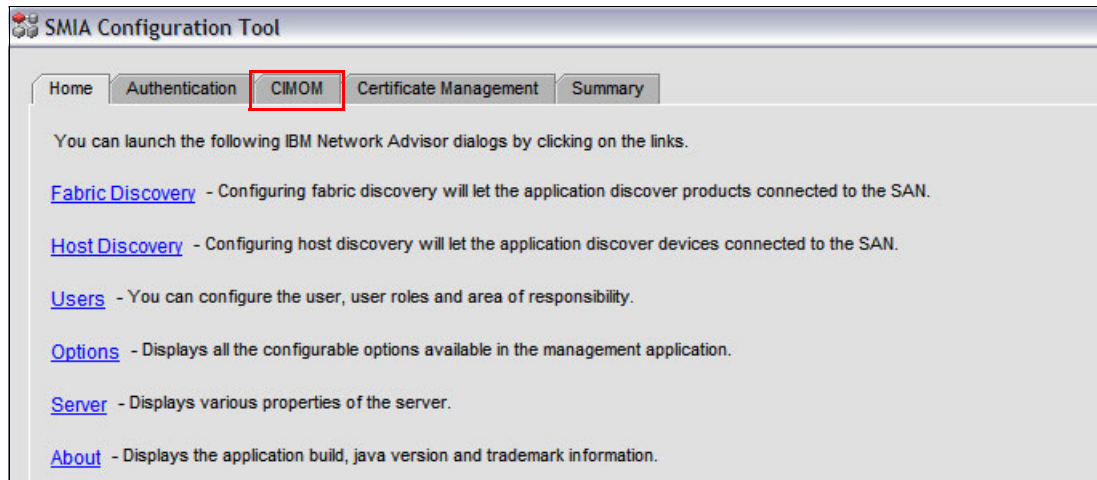 SMIA Configuration Tool
Home Authentication CIMOM Certificate Management Summary
You can launch the following IBM Network Advisor dialogs by clicking on the links.
Fabric Discovery - Configuring fabric discovery will let the application discover products connected to the SAN.
Host Discovery - Configuring host discovery will let the application discover devices connected to the SAN.
Users - You can configure the user, user roles and area of responsibility.
Options - Displays all the configurable options available in the management application.
Server - Displays various properties of the server.
About - Displays the application build, java version and trademark information.